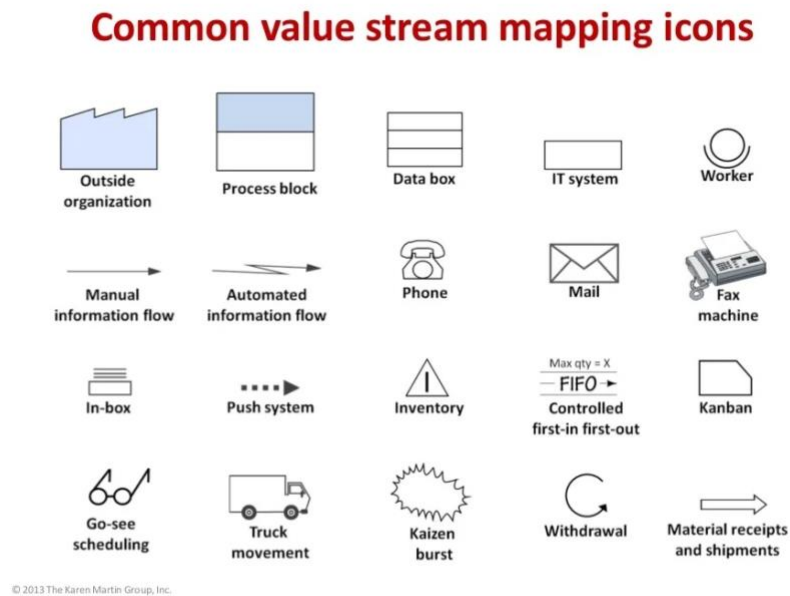 Common value stream mapping icons
Outside
organization
Process block
Data box
IT system
Worker
Manual
information flow
Automated
information flow
Phone
Mail
Fax
machine
In-box
Push system
I
Inventory
Max qty = X
FIFO
Controlled
first-in first-out
Kanban
Go-see
scheduling
Truck
movement
Kaizen
burst
Withdrawal
Material receipts
and shipments
© 2013 The Karen Martin Group, Inc.